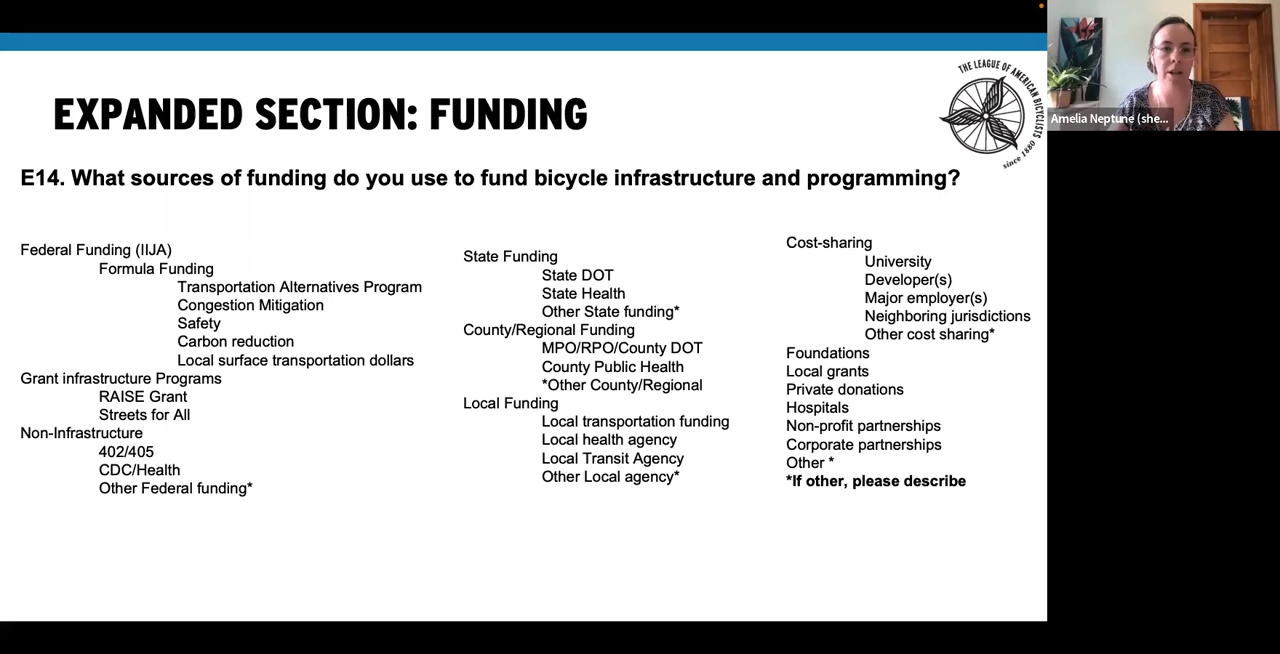 EXPANDED SECTION: FUNDING
THE LEAGUE OF AMERICAN BICYCLISTS
since 1880
Amelia Neptune (she...
E14. What sources of funding do you use to fund bicycle infrastructure and programming?
Federal Funding (IIJA)
Formula Funding
Transportation Alternatives Program
Congestion Mitigation
Safety
Carbon reduction
Local surface transportation dollars
Grant infrastructure Programs
RAISE Grant
Streets for All
Non-Infrastructure
402/405
CDC/Health
Other Federal funding*
State Funding
State DOT
State Health
Other State funding*
County/Regional Funding
MPO/RPO/County DOT
County Public Health
*Other County/Regional
Local Funding
Local transportation funding
Local health agency
Local Transit Agency
Other Local agency*
Cost-sharing
University
Developer(s)
Major employer(s)
Neighboring jurisdictions
Other cost sharing*
Foundations
Local grants
Private donations
Hospitals
Non-profit partnerships
Corporate partnerships
Other *
*If other, please describe